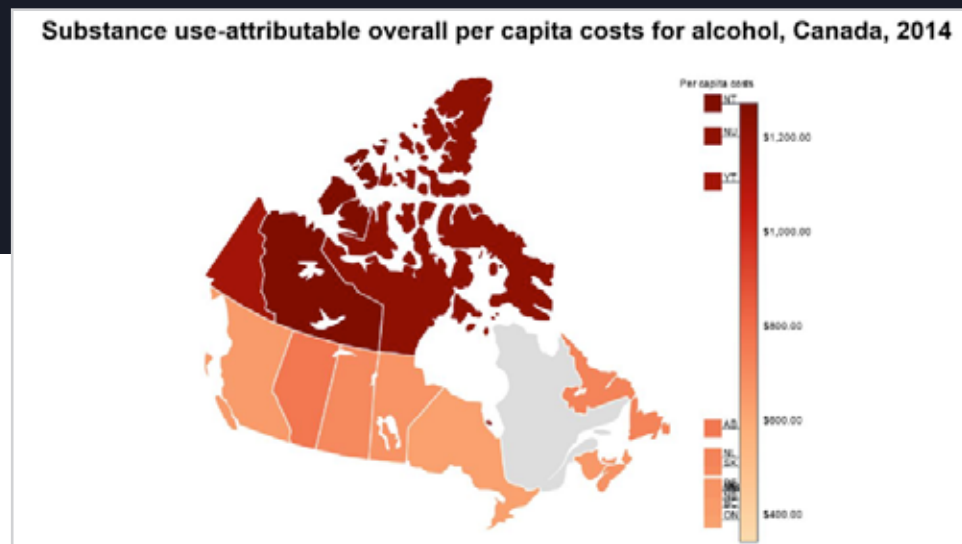 Substance use-attributable overall per capita costs for alcohol, Canada, 2014
Per capita costs
NT
NU
YT
$1,200.00
$1,000.00
$800.00
$600.00
$400.00
AB
NL
SK
ON